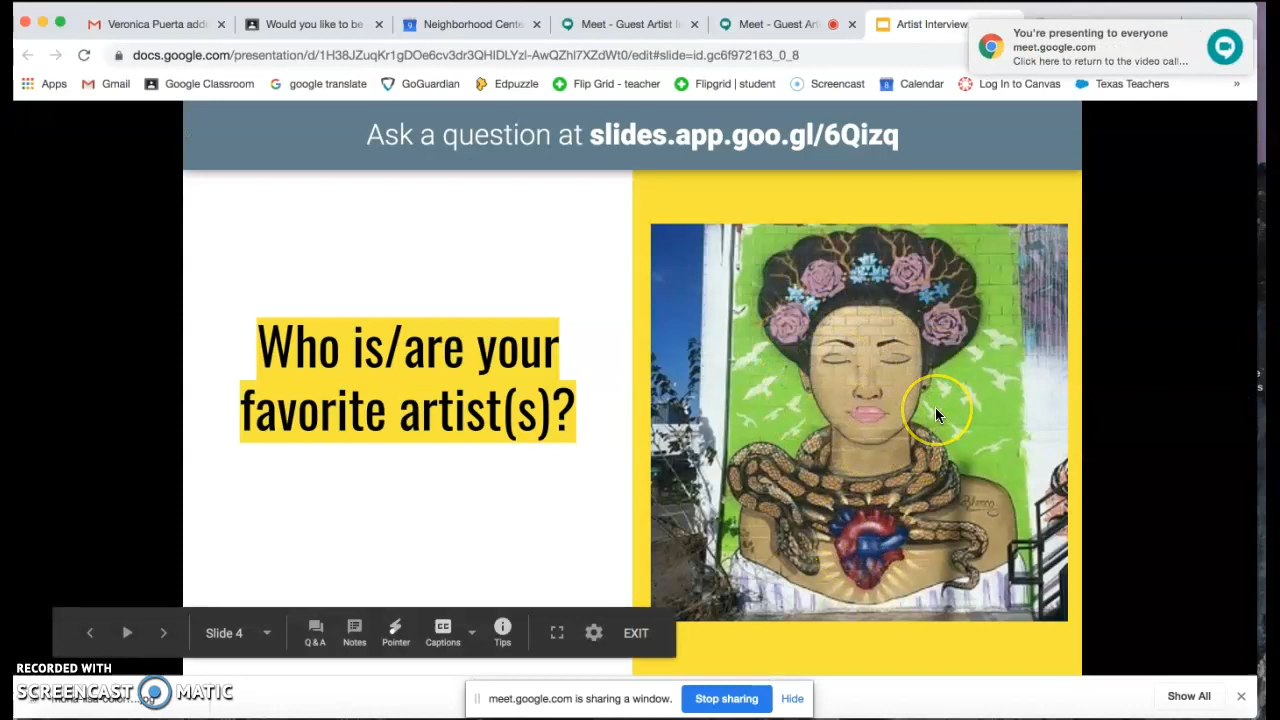 Veronica Puerta add
Would you like to be
Neighborhood Cente
Meet - Guest Artist I
Meet - Guest Art
Artist Interview
You're presenting to everyone
meet.google.com
Click here to return to the video call...
docs.google.com/presentation/d/1H38JZuqKr1gDOe6cv3dr3QHIDLYzl-AwQZhl7XZdWt0/edit#slide=id.gc6f972163_0_8
Apps
Gmail
Google Classroom
google translate
GoGuardian
Edpuzzle
Flip Grid - teacher
Flipgrid | student
Screencast
Calendar
Log In to Canvas
Texas Teachers
»
Ask a question at slides.app.goo.gl/6Qizq
Who is/are your
favorite artist(s)?
Blanco
Slide 4
Q & A
Notes
Pointer
CC
Captions
Tips
EXIT
RECORDED WITH
SCREENCAST MATIC
meet.google.com is sharing a window.
Stop sharing
Hide
Show All